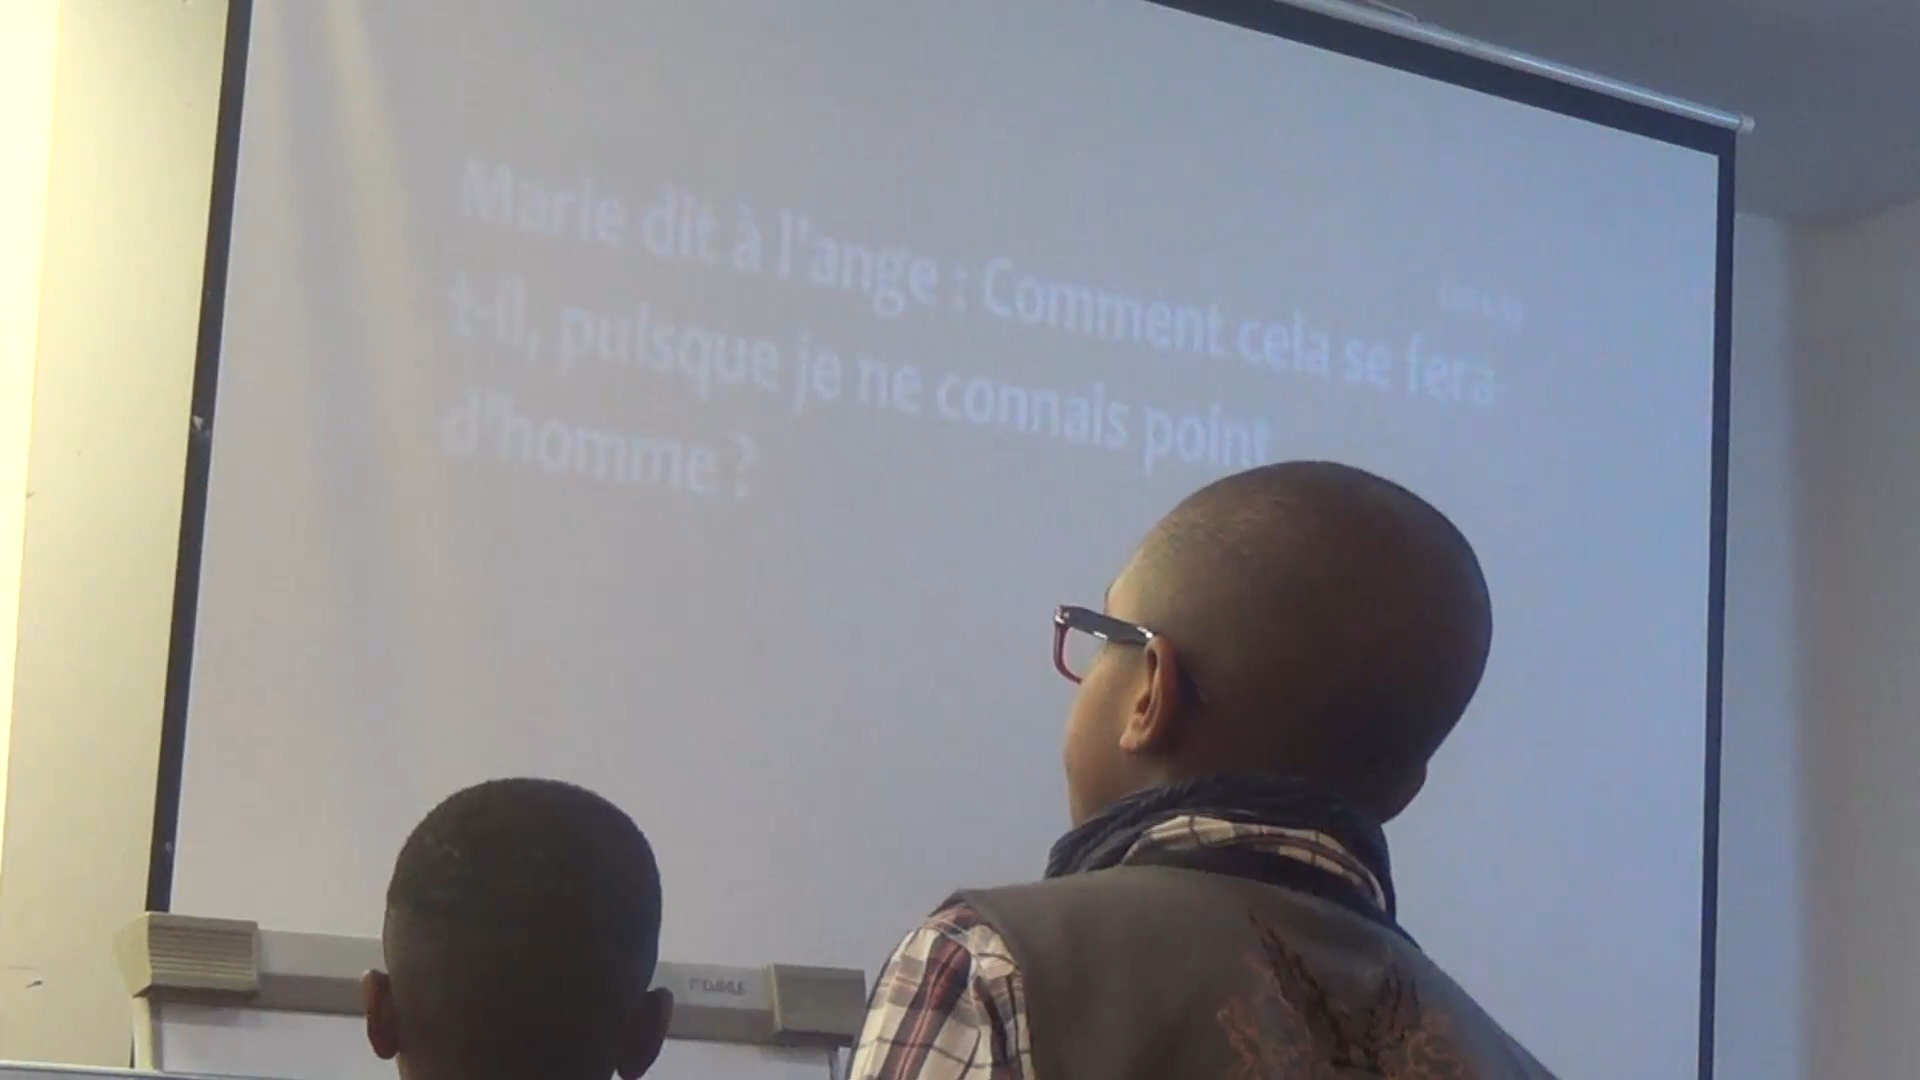 Marie dit à l'ange : Comment cela se fera-
t-il, puisque je ne connais point
d'homme ?